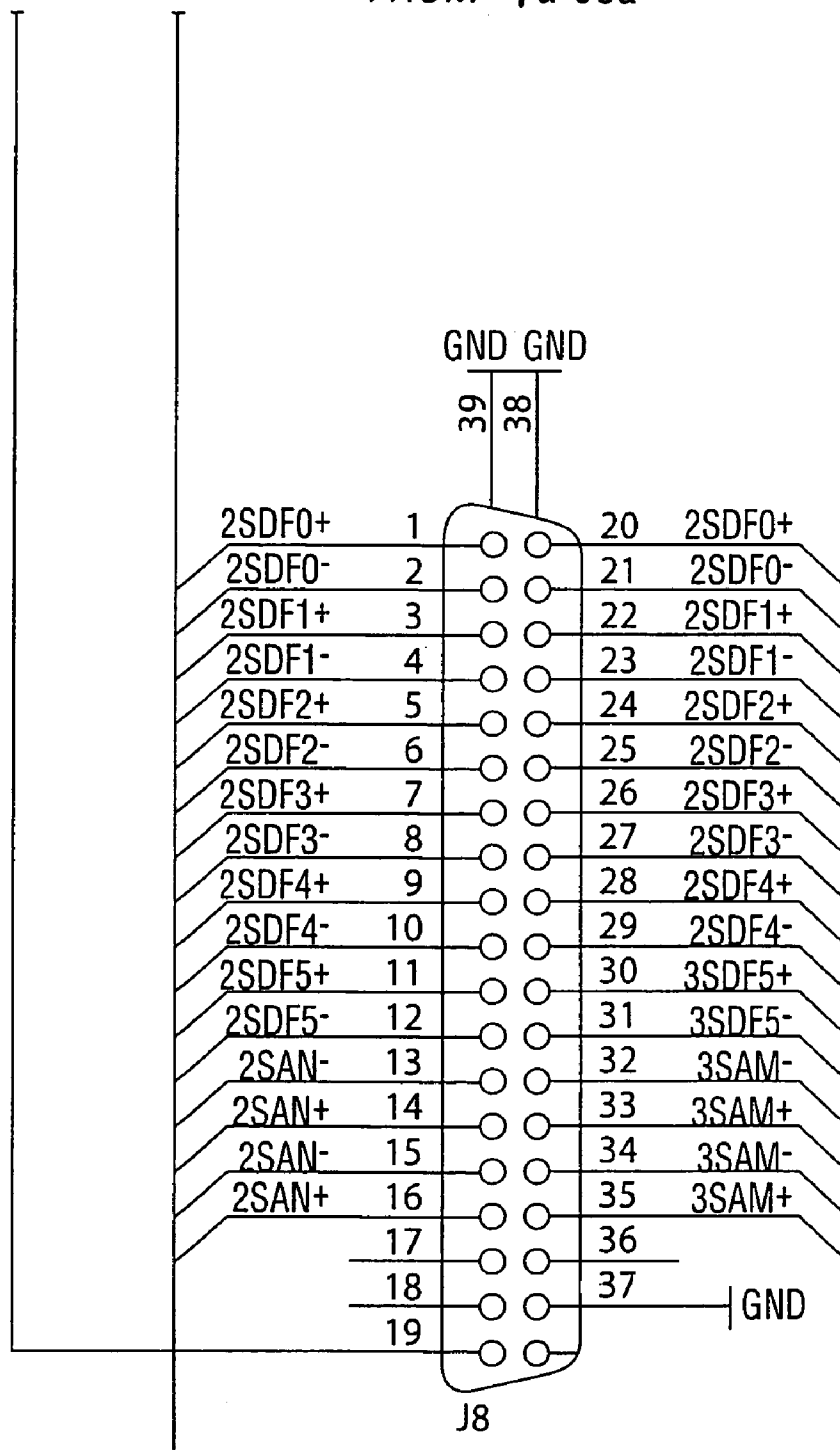 GND GND
39 38
2SDF0+ 1 20 2SDF0+
2SDF0- 2 21 2SDF0-
2SDF1+ 3 22 2SDF1+
2SDF1- 4 23 2SDF1-
2SDF2+ 5 24 2SDF2+
2SDF2- 6 25 2SDF2-
2SDF3+ 7 26 2SDF3+
2SDF3- 8 27 2SDF3-
2SDF4+ 9 28 2SDF4+
2SDF4- 10 29 2SDF4-
2SDF5+ 11 30 3SDF5+
2SDF5- 12 31 3SDF5-
2SAN- 13 32 3SAM-
2SAN+ 14 33 3SAM+
2SAN- 15 34 3SAM-
2SAN+ 16 35 3SAM+
17 36
18 37 GND
19
J8